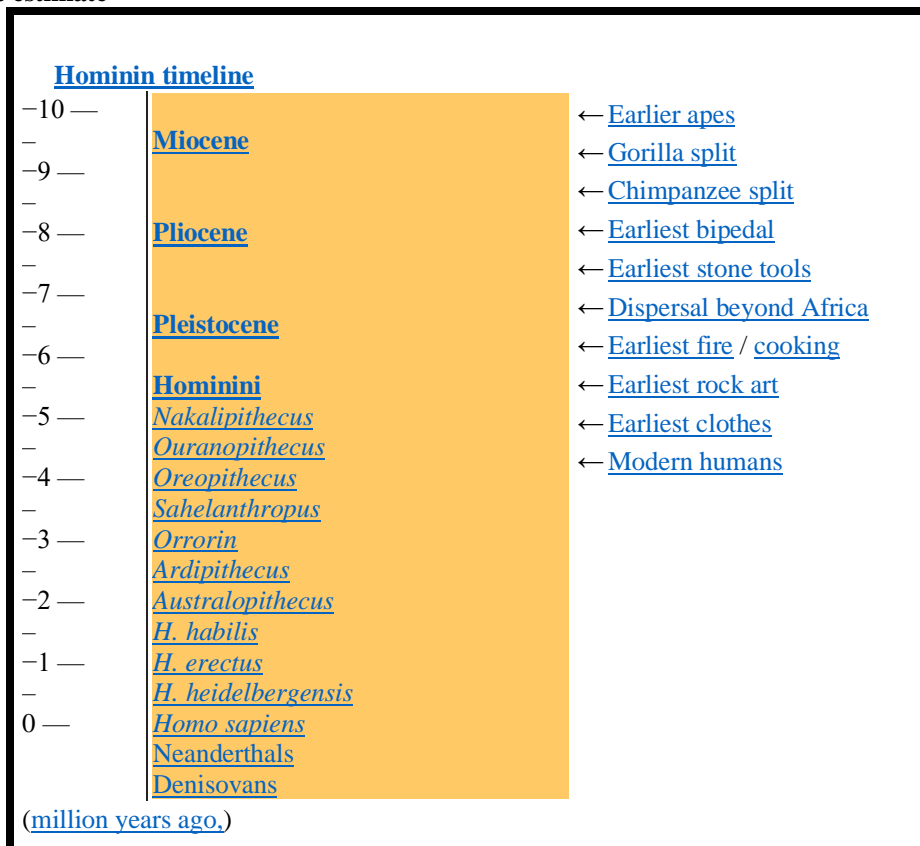 Hominin timeline
−10 —
–
−9 —
–
−8 —
–
−7 —
–
−6 —
–
−5 —
–
−4 —
–
−3 —
–
−2 —
–
−1 —
–
0 —
Miocene
Pliocene
Pleistocene
Hominini
Nakalipithecus
Ouranopithecus
Oreopithecus
Sahelanthropus
Orrorin
Ardipithecus
Australopithecus
H. habilis
H. erectus
H. heidelbergensis
Homo sapiens
Neanderthals
Denisovans
← Earlier apes
← Gorilla split
← Chimpanzee split
← Earliest bipedal
← Earliest stone tools
← Dispersal beyond Africa
← Earliest fire / cooking
← Earliest rock art
← Earliest clothes
← Modern humans
(million years ago,)